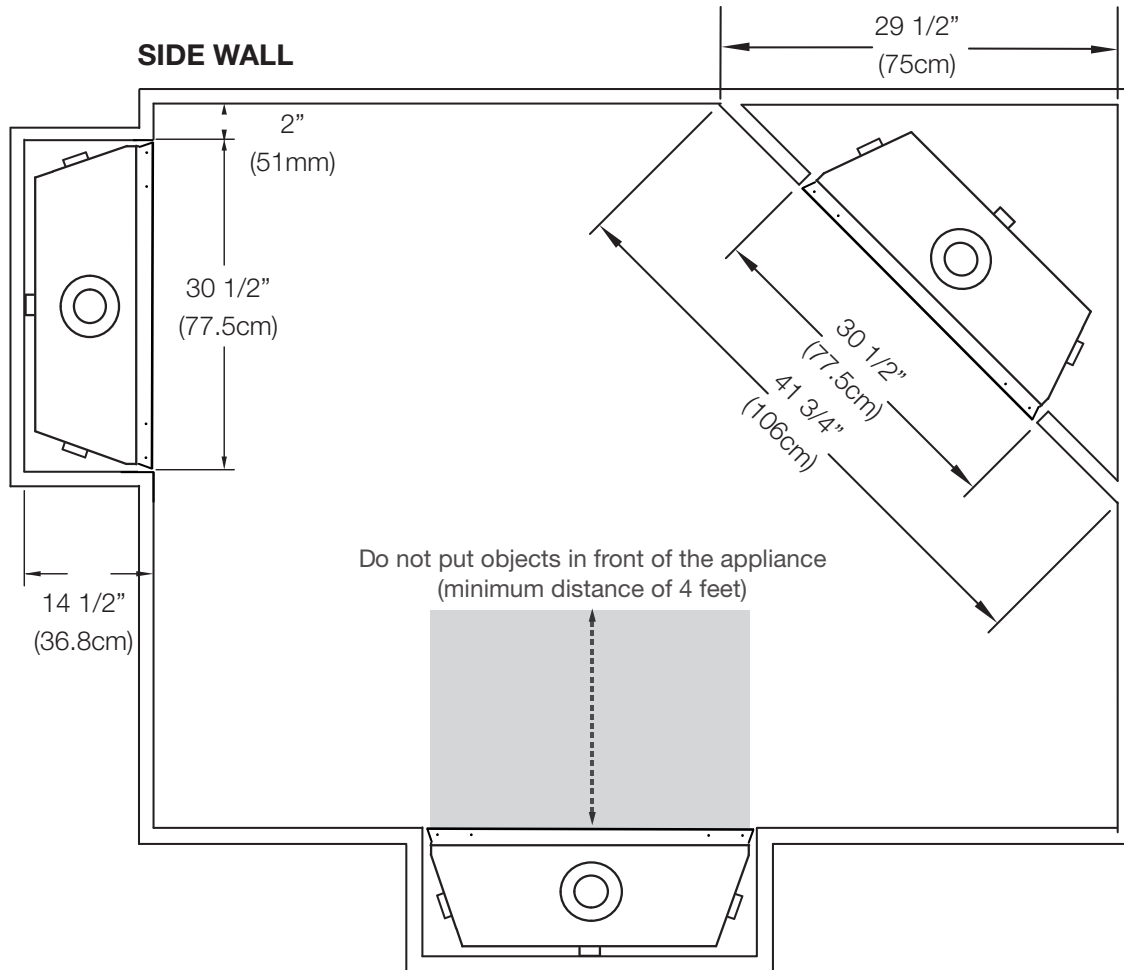 SIDE WALL
29 1/2”
(75cm)
2”
(51mm)
30 1/2”
(77.5cm)
30 1/2”
(77.5cm)
41 3/4”
(106cm)
Do not put objects in front of the appliance
(minimum distance of 4 feet)
14 1/2”
(36.8cm)